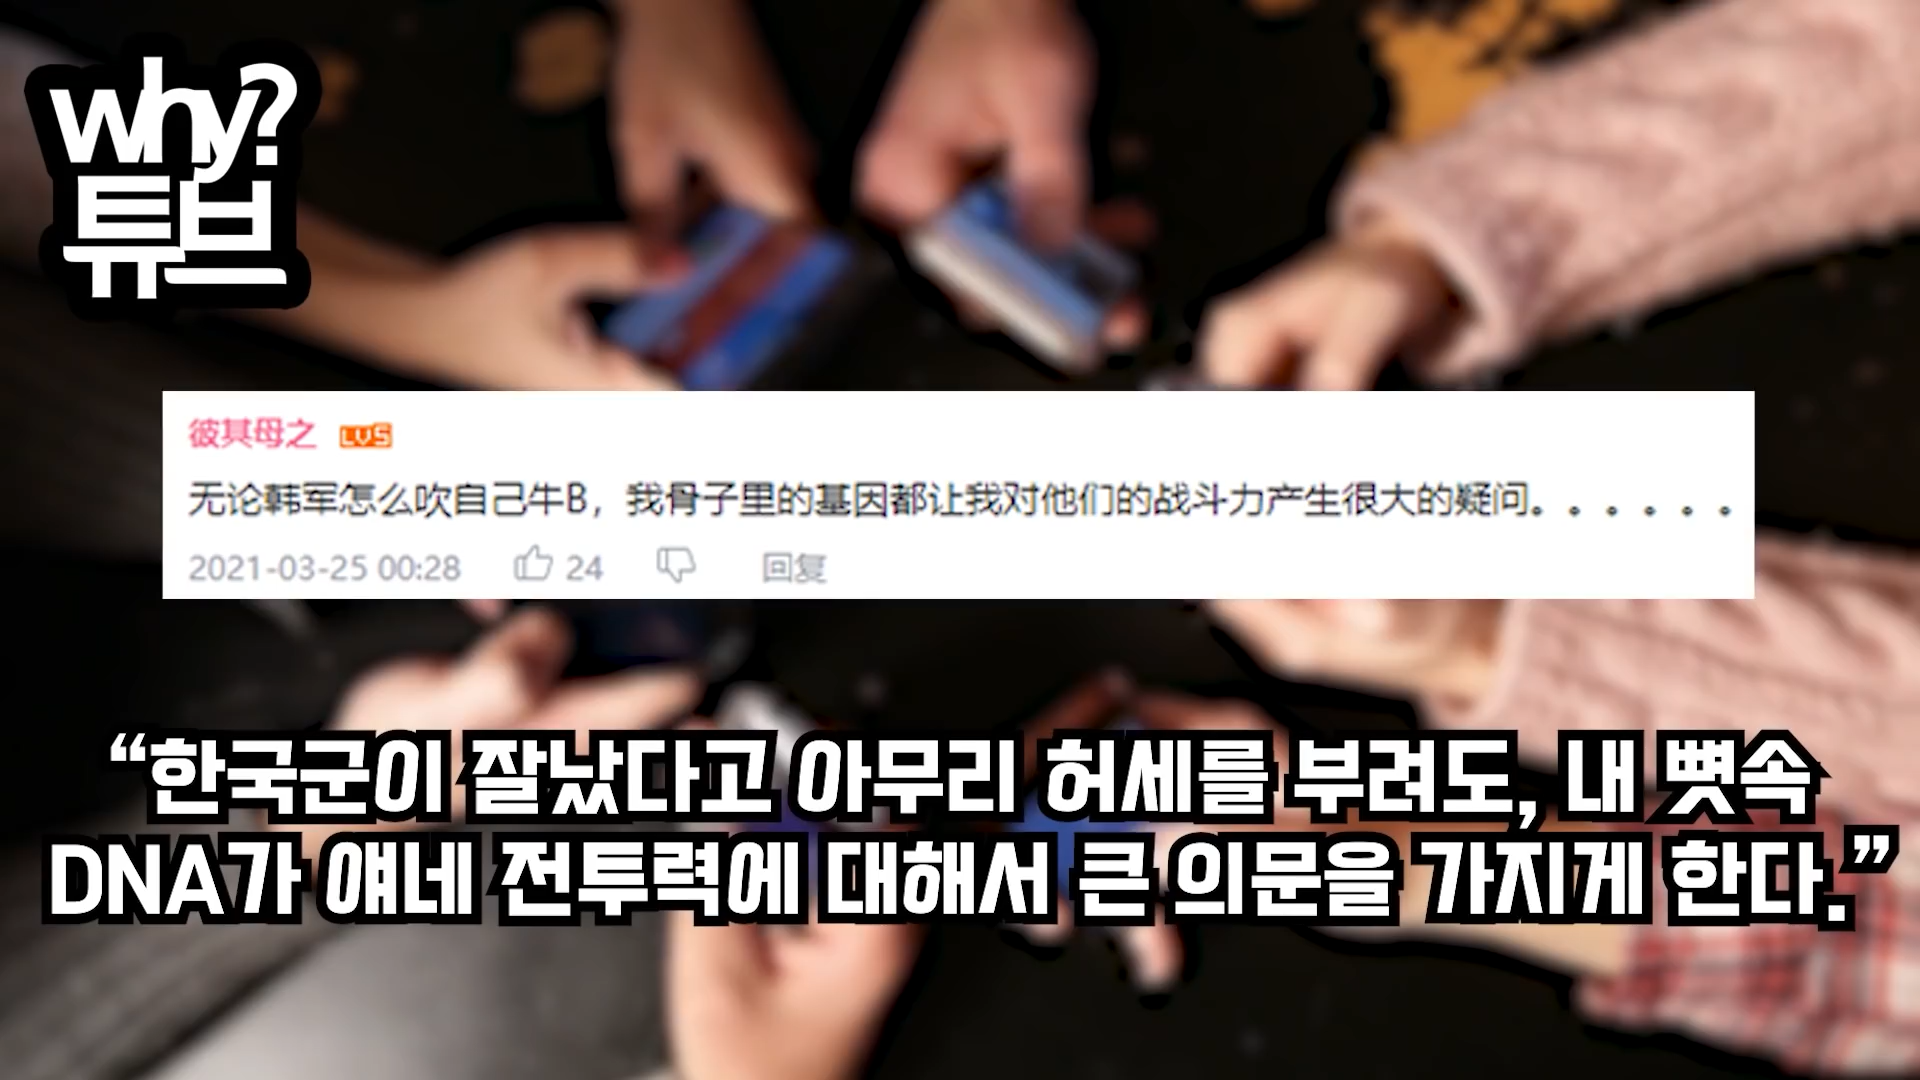 why?
튜브
彼其母之 LV5
无论韩军怎么吹自己牛B，我骨子里的基因都让我对他们的战斗力产生很大的疑问。。。。。。
2021-03-25 00:28 24 回复
“한국군이 잘났다고 아무리 허세를 부려도, 내 뼛속
DNA가 얘네 전투력에 대해서 큰 의문을 가지게 한다.”